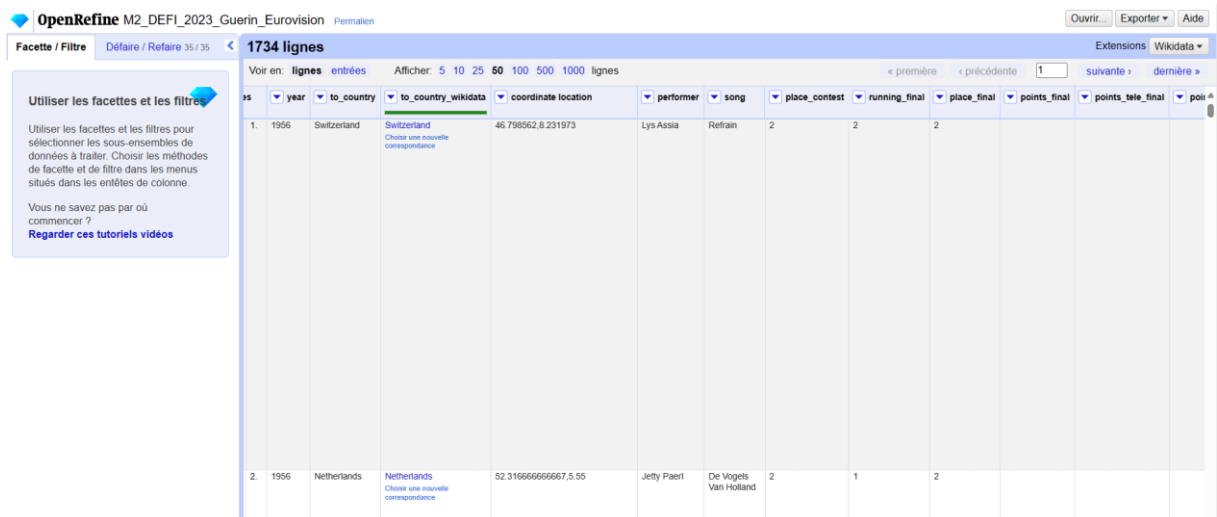 OpenRefine M2_DEFI_2023_Guerin_Eurovision Permalien Ouvrir... Exporter Aide
Facette / Filtre Défaire / Refaire 35 / 35 1734 lignes Extensions Wikidata
Voir en: lignes entrées Afficher: 5 10 25 50 100 500 1000 lignes « première ‹ précédente 1 suivante › dernière »
Utiliser les facettes et les filtres
Utiliser les facettes et les filtres pour
sélectionner les sous-ensembles de
données à traiter. Choisir les méthodes
de facette et de filtre dans les menus
situés dans les entêtes de colonne.
Vous ne savez pas par où
commencer ?
Regarder ces tutoriels vidéos
es year to_country to_country_wikidata coordinate location performer song place_contest running_final place_final points_final points_tele_final poin
1. 1956 Switzerland Switzerland 46.798562,8.231973 Lys Assia Refrain 2 2 2
Choisir une nouvelle
correspondance
2. 1956 Netherlands Netherlands 52.316666666667,5.55 Jetty Paerl De Vogels 2 1 2
Choisir une nouvelle Van Holland
correspondance